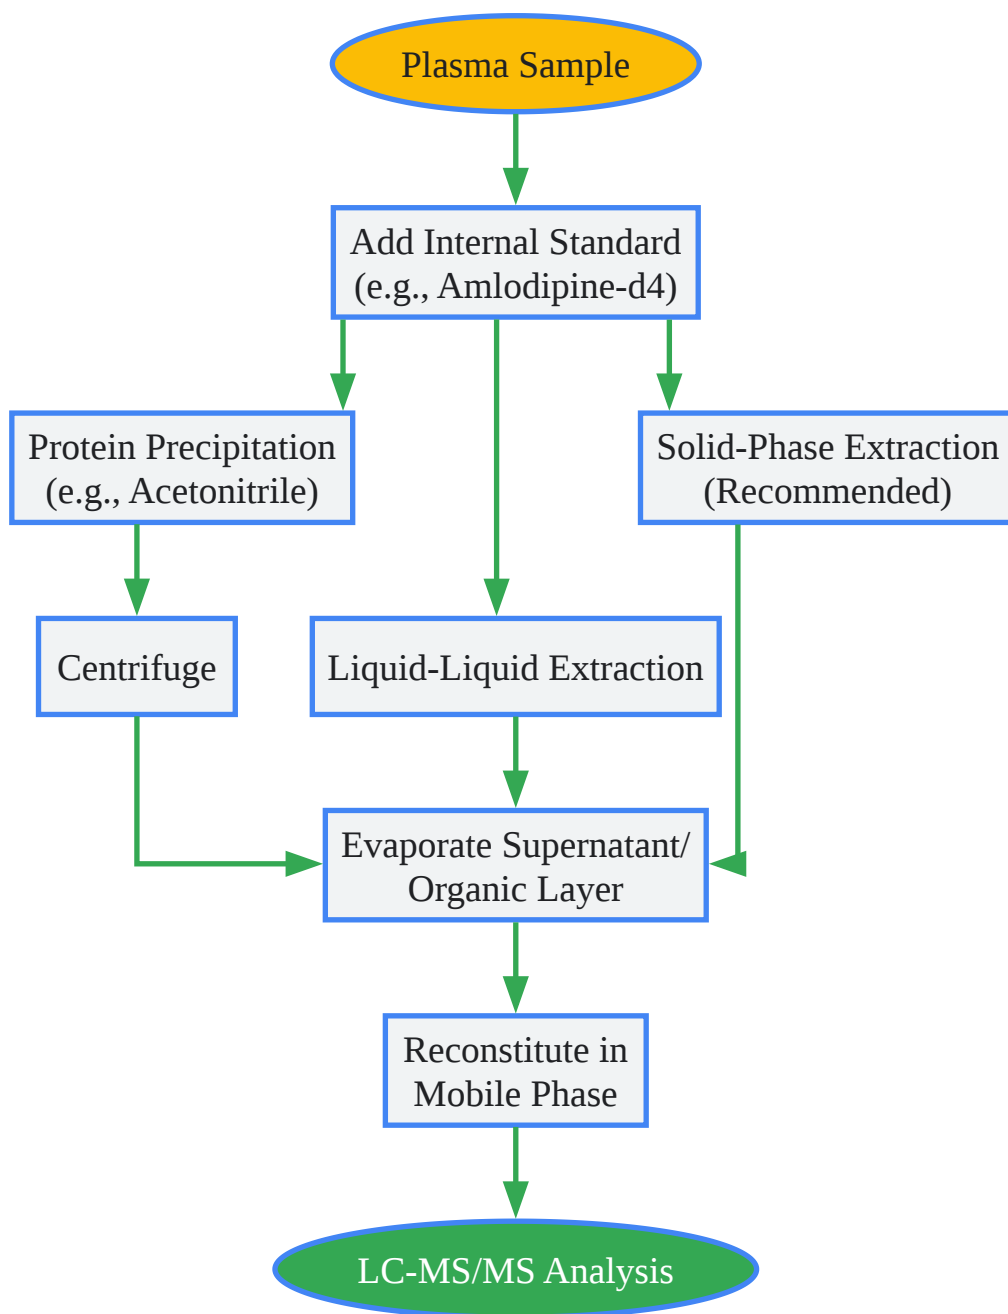 Plasma Sample
Add Internal Standard
(e.g., Amlodipine-d4)
Protein Precipitation
(e.g., Acetonitrile)
Solid-Phase Extraction
(Recommended)
Centrifuge
Liquid-Liquid Extraction
Evaporate Supernatant/
Organic Layer
Reconstitute in
Mobile Phase
LC-MS/MS Analysis